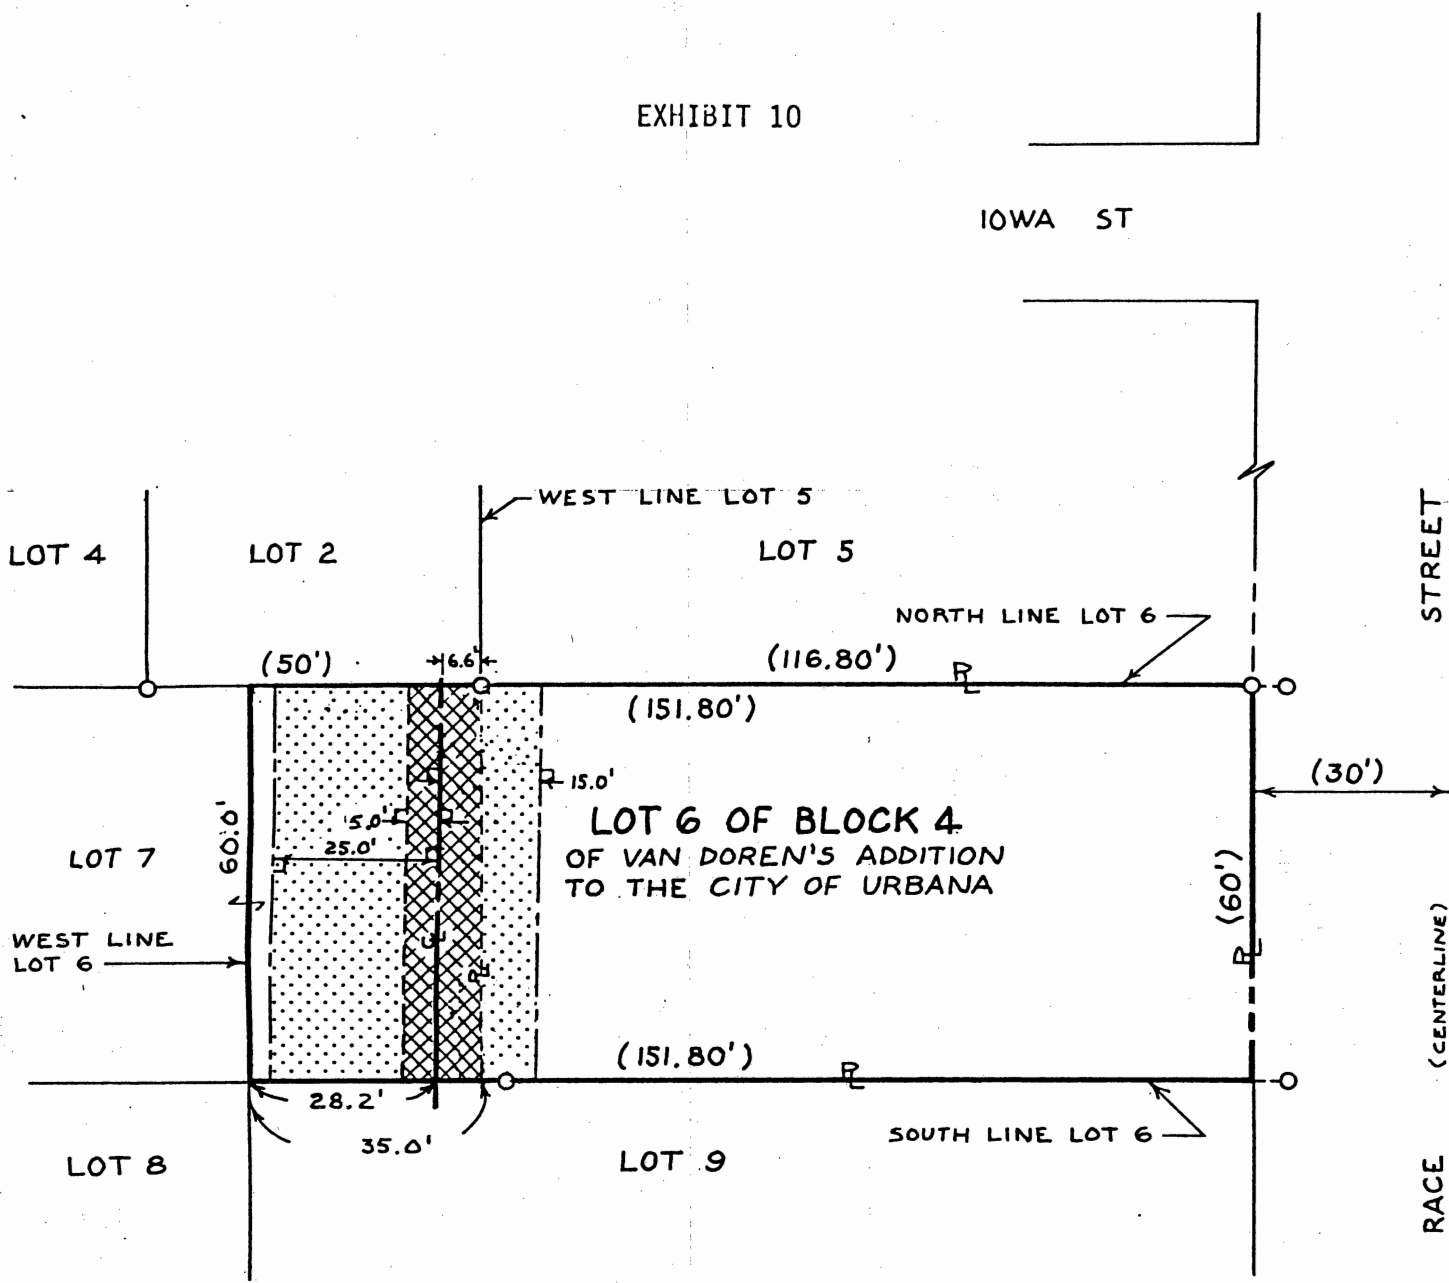 EXHIBIT 10
IOWA ST
WEST LINE LOT 5
LOT 4
LOT 2
LOT 5
STREET
NORTH LINE LOT 6
(50')
6.6'
(116.80')
(151.80')
15.0'
(30')
5.0'
LOT 6 OF BLOCK 4
OF VAN DOREN'S ADDITION
TO THE CITY OF URBANA
60.0'
25.0'
LOT 7
(60')
WEST LINE
LOT 6
(CENTERLINE)
(151.80')
28.2'
35.0'
SOUTH LINE LOT 6
LOT 8
LOT 9
RACE